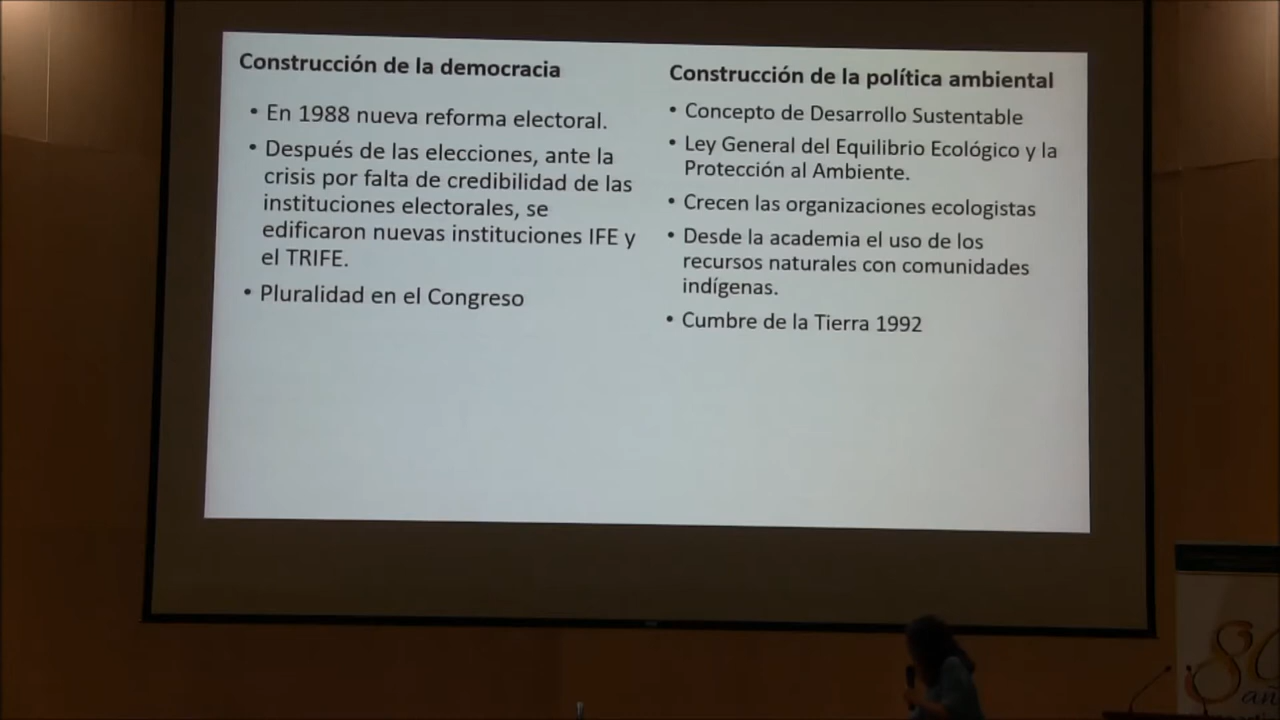 Construcción de la democracia
• En 1988 nueva reforma electoral.
• Después de las elecciones, ante la
crisis por falta de credibilidad de las
instituciones electorales, se
edificaron nuevas instituciones IFE y
el TRIFE.
• Pluralidad en el Congreso
Construcción de la política ambiental
• Concepto de Desarrollo Sustentable
• Ley General del Equilibrio Ecológico y la
Protección al Ambiente.
• Crecen las organizaciones ecologistas
• Desde la academia el uso de los
recursos naturales con comunidades
indígenas.
• Cumbre de la Tierra 1992